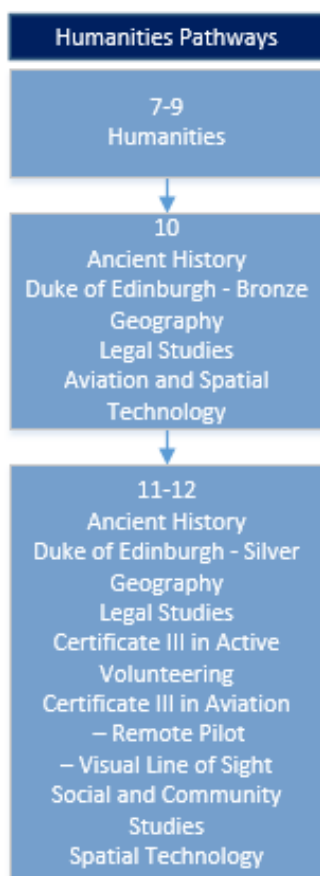 Humanities Pathways
7-9
Humanities
10
Ancient History
Duke of Edinburgh - Bronze
Geography
Legal Studies
Aviation and Spatial
Technology
11-12
Ancient History
Duke of Edinburgh - Silver
Geography
Legal Studies
Certificate III in Active
Volunteering
Certificate III in Aviation
– Remote Pilot
– Visual Line of Sight
Social and Community
Studies
Spatial Technology